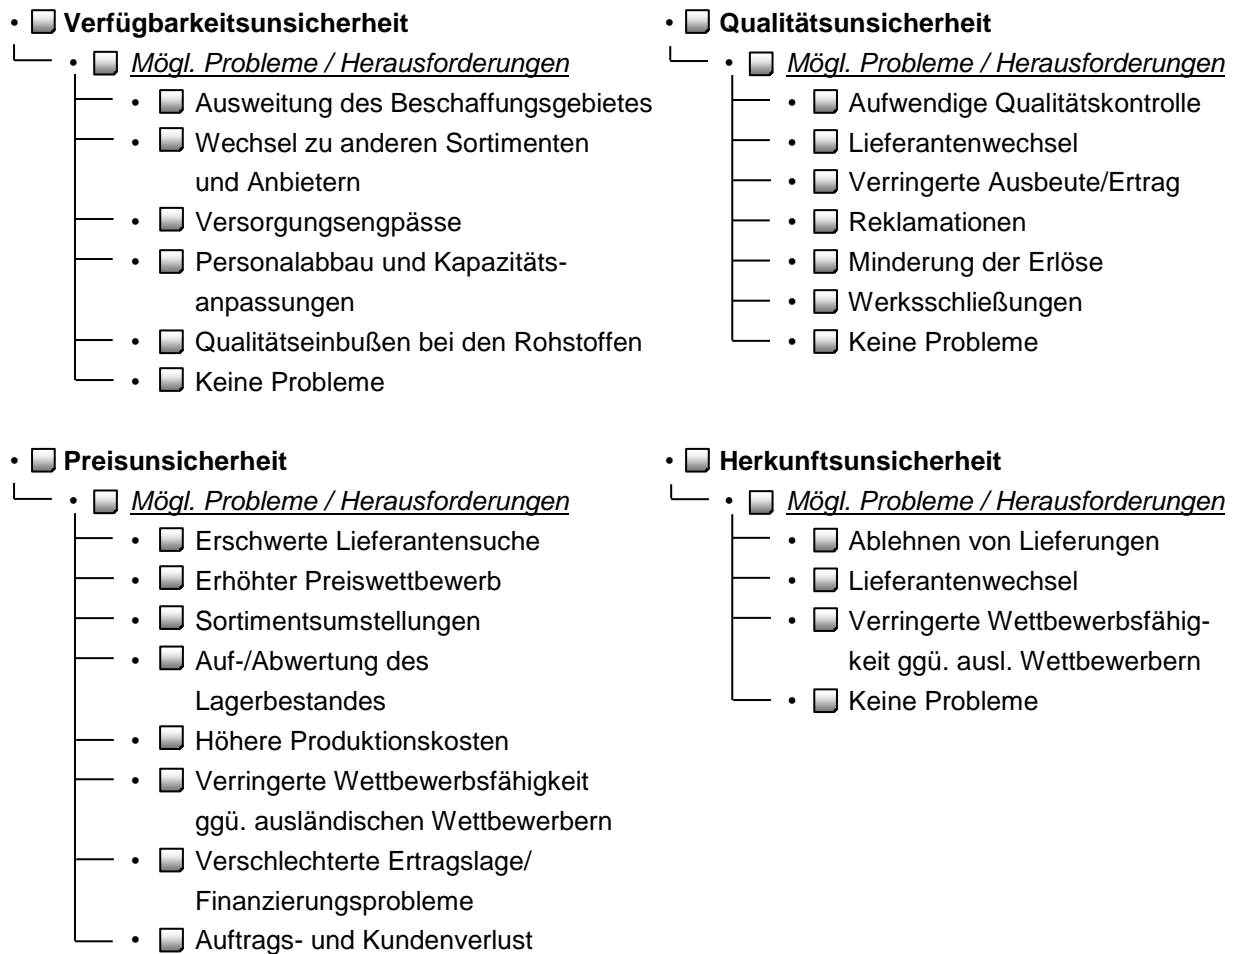 • Verfügbarkeitsunsicherheit
• Mögl. Probleme / Herausforderungen
• Ausweitung des Beschaffungsgebietes
• Wechsel zu anderen Sortimenten
und Anbietern
• Versorgungsengpässe
• Personalabbau und Kapazitäts-
anpassungen
• Qualitätseinbußen bei den Rohstoffen
• Keine Probleme
• Qualitätsunsicherheit
• Mögl. Probleme / Herausforderungen
• Aufwendige Qualitätskontrolle
• Lieferantenwechsel
• Verringerte Ausbeute/Ertrag
• Reklamationen
• Minderung der Erlöse
• Werksschließungen
• Keine Probleme
• Preisunsicherheit
• Mögl. Probleme / Herausforderungen
• Erschwerte Lieferantensuche
• Erhöhter Preiswettbewerb
• Sortimentsumstellungen
• Auf-/Abwertung des
Lagerbestandes
• Höhere Produktionskosten
• Verringerte Wettbewerbsfähigkeit
ggü. ausländischen Wettbewerbern
• Verschlechterte Ertragslage/
Finanzierungsprobleme
• Auftrags- und Kundenverlust
• Herkunftsunsicherheit
• Mögl. Probleme / Herausforderungen
• Ablehnen von Lieferungen
• Lieferantenwechsel
• Verringerte Wettbewerbsfähig-
keit ggü. ausl. Wettbewerbern
• Keine Probleme